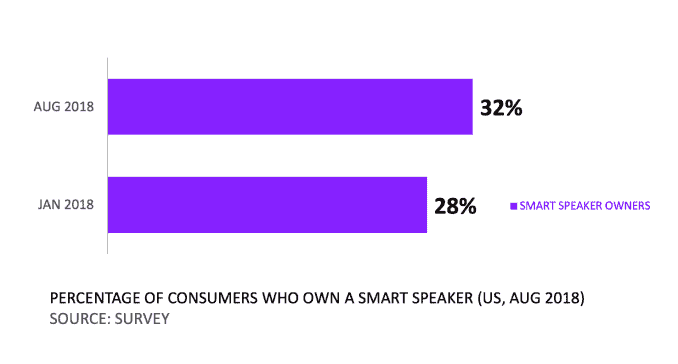 AUG 2018
32%
JAN 2018
28%
SMART SPEAKER OWNERS
PERCENTAGE OF CONSUMERS WHO OWN A SMART SPEAKER (US, AUG 2018)
SOURCE: SURVEY